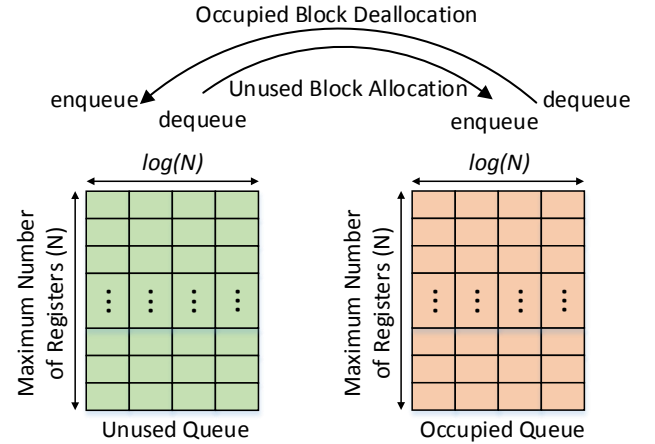 Occupied Block Deallocation
Unused Block Allocation
enqueue
dequeue
enqueue
dequeue
log(N)
log(N)
Maximum Number
of Registers (N)
Maximum Number
of Registers (N)
Unused Queue
Occupied Queue